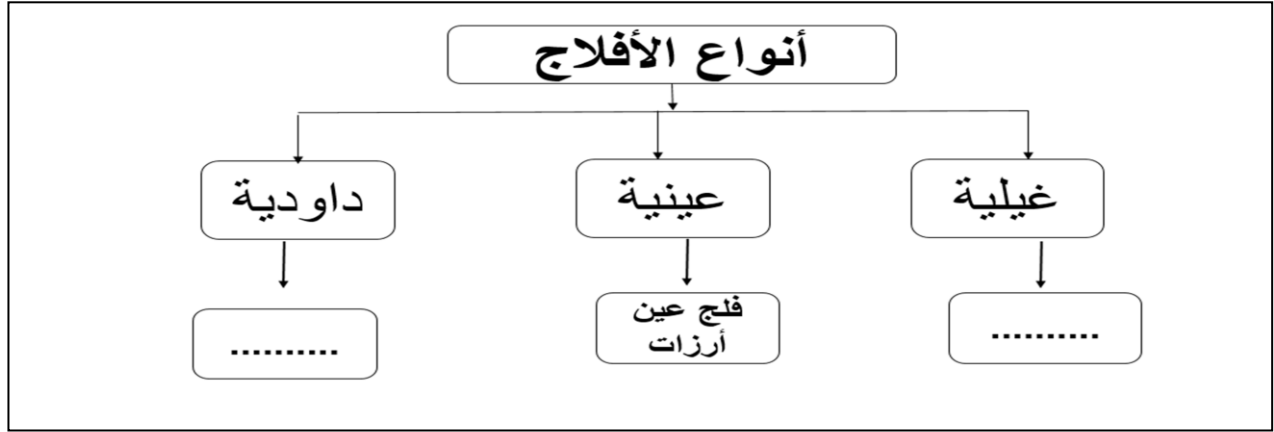 أنواع الأفلاج
غيلية
عينية
داودية
..........
فلج عين
أرزات
..........